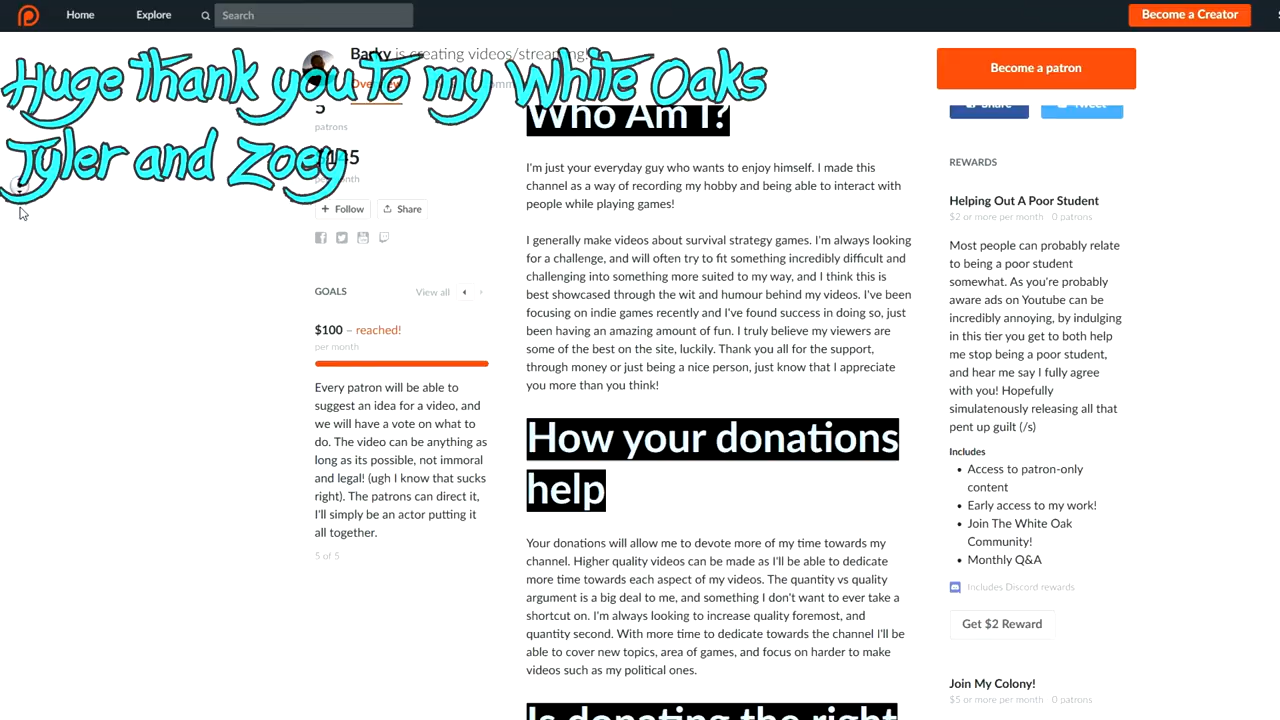 Home
Explore
Search
Become a Creator
Barky is creating videos/streaming!
Huge thank you to my White Oaks
Tyler and Zoey
5
patrons
per month
Follow
Share
GOALS
View all
$100 – reached!
per month
Every patron will be able to
suggest an idea for a video, and
we will have a vote on what to
do. The video can be anything as
long as its possible, not immoral
and legal! (ugh I know that sucks
right). The patrons can direct it,
I'll simply be an actor putting it
all together.
5 of 5
Who Am I?
I'm just your everyday guy who wants to enjoy himself. I made this
channel as a way of recording my hobby and being able to interact with
people while playing games!
I generally make videos about survival strategy games. I'm always looking
for a challenge, and will often try to fit something incredibly difficult and
challenging into something more suited to my way, and I think this is
best showcased through the wit and humour behind my videos. I've been
focusing on indie games recently and I've found success in doing so, just
been having an amazing amount of fun. I truly believe my viewers are
some of the best on the site, luckily. Thank you all for the support,
through money or just being a nice person, just know that I appreciate
you more than you think!
How your donations
help
Your donations will allow me to devote more of my time towards my
channel. Higher quality videos can be made as I'll be able to dedicate
more time towards each aspect of my videos. The quantity vs quality
argument is a big deal to me, and something I don't want to ever take a
shortcut on. I'm always looking to increase quality foremost, and
quantity second. With more time to dedicate towards the channel I'll be
able to cover new topics, area of games, and focus on harder to make
videos such as my political ones.
Is donating the right
Become a patron
Share
Tweet
REWARDS
Helping Out A Poor Student
$2 or more per month 0 patrons
Most people can probably relate
to being a poor student
somewhat. As you're probably
aware ads on Youtube can be
incredibly annoying, by indulging
in this tier you get to both help
me stop being a poor student,
and hear me say I fully agree
with you! Hopefully
simulatenously releasing all that
pent up guilt (/s)
Includes
• Access to patron-only
content
• Early access to my work!
• Join The White Oak
Community!
• Monthly Q&A
Includes Discord rewards
Get $2 Reward
Join My Colony!
$5 or more per month 0 patrons